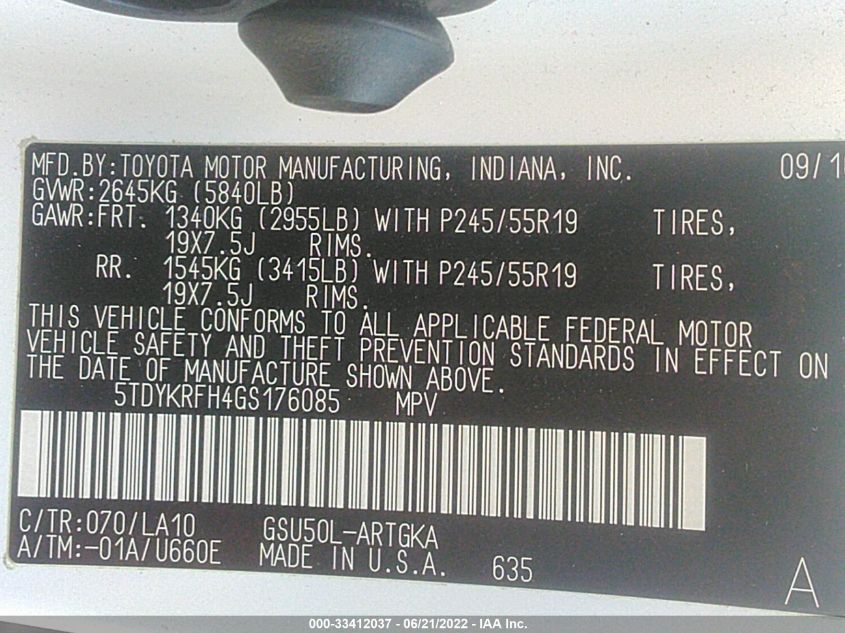 MFD.BY:TOYOTA MOTOR MANUFACTURING, INDIANA, INC. 09/16
GVWR:2645KG (5840LB)
GAWR:FRT. 1340KG (2955LB) WITH P245/55R19 TIRES,
19X7.5J RIMS.
RR. 1545KG (3415LB) WITH P245/55R19 TIRES,
19X7.5J RIMS.
THIS VEHICLE CONFORMS TO ALL APPLICABLE FEDERAL MOTOR
VEHICLE SAFETY AND THEFT PREVENTION STANDARDS IN EFFECT ON
THE DATE OF MANUFACTURE SHOWN ABOVE.
5TDYKRFH4GS176085 MPV
C/TR:070/LA10 GSU50L-ARTGKA
A/TM:-01A/U660E MADE IN U.S.A. 635
A
000-33412037 - 06/21/2022 - IAA Inc.